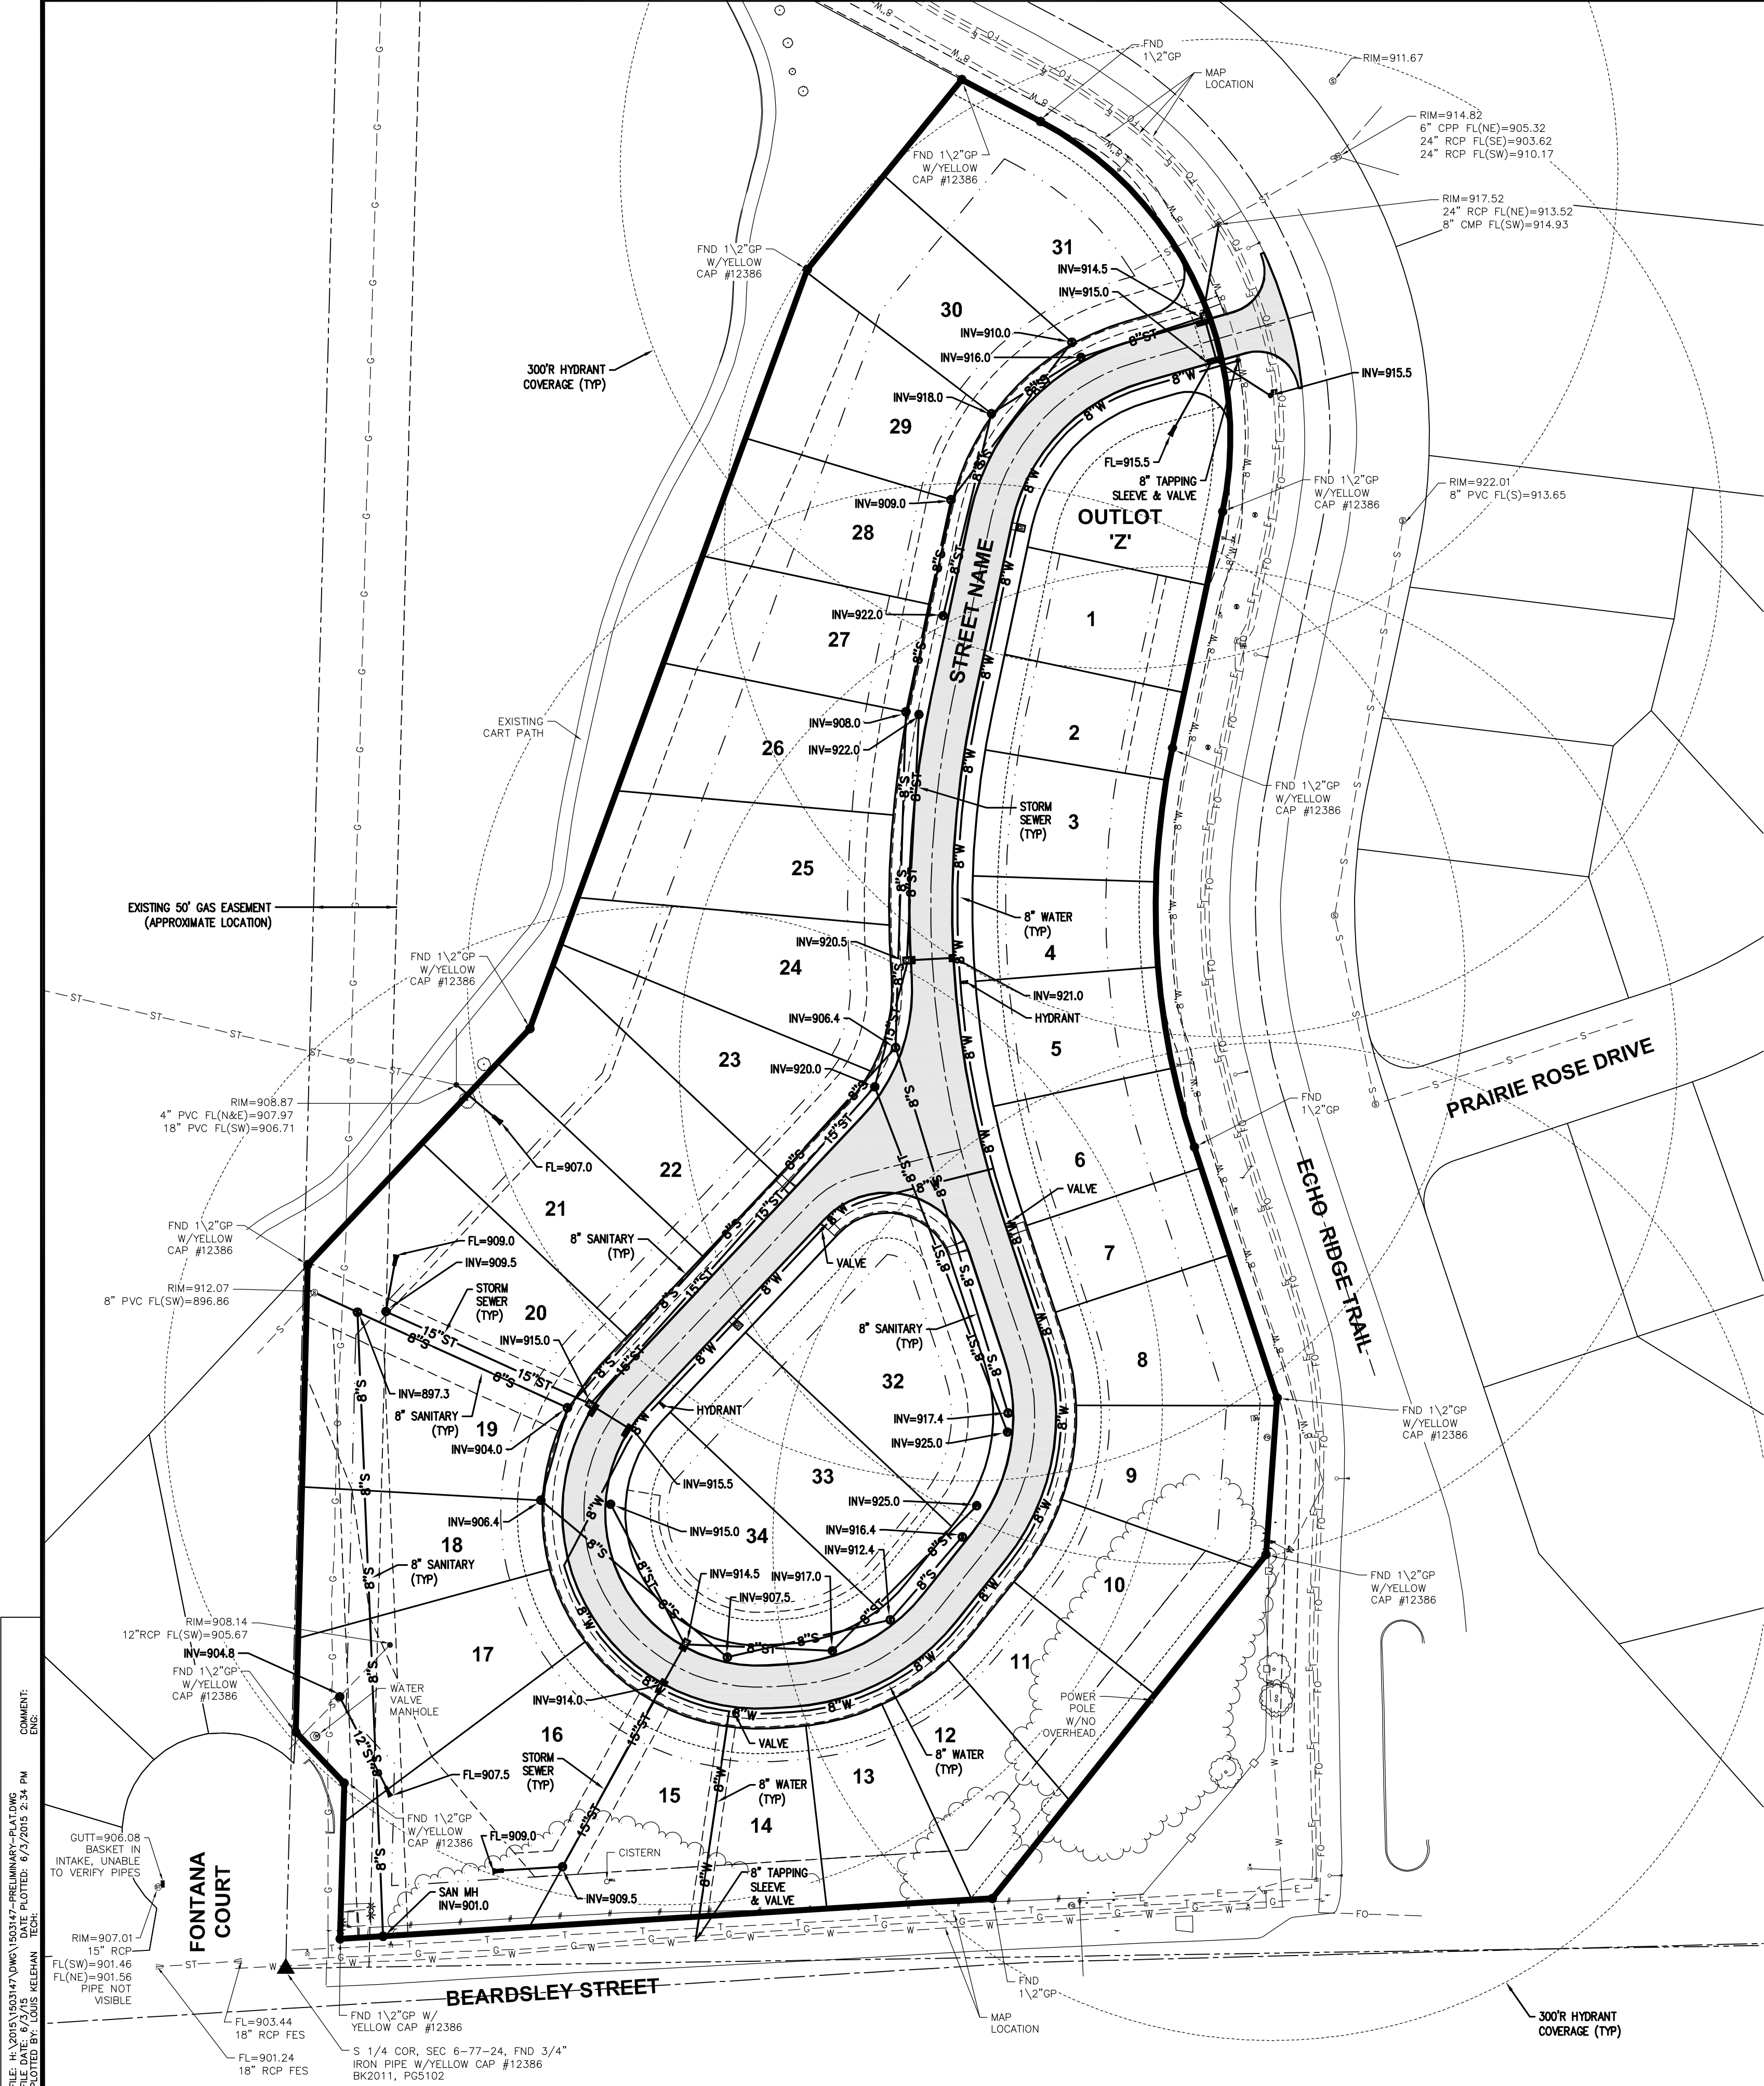 FND
1\2"GP
MAP
LOCATION
RIM=911.67
RIM=914.82
6" CPP FL(NE)=905.32
24" RCP FL(SE)=903.62
24" RCP FL(SW)=910.17
FND 1\2"GP
W/YELLOW
CAP #12386
RIM=917.52
24" RCP FL(NE)=913.52
8" CMP FL(SW)=914.93
FND 1\2"GP
W/YELLOW
CAP #12386
31
INV=914.5
INV=915.0
30
INV=910.0
INV=916.0
8"ST
300'R HYDRANT
COVERAGE (TYP)
INV=915.5
8"W
INV=918.0
29
FL=915.5
8" TAPPING
SLEEVE & VALVE
FND 1\2"GP
W/YELLOW
CAP #12386
RIM=922.01
8" PVC FL(S)=913.65
INV=909.0
OUTLOT
'Z'
28
STREET NAME
INV=922.0
1
27
INV=908.0
INV=922.0
26
2
EXISTING
CART PATH
FND 1\2"GP
W/YELLOW
CAP #12386
STORM
SEWER
(TYP)
3
25
EXISTING 50' GAS EASEMENT
(APPROXIMATE LOCATION)
8" WATER
(TYP)
4
INV=920.5
24
FND 1\2"GP
W/YELLOW
CAP #12386
INV=921.0
HYDRANT
INV=906.4
5
23
INV=920.0
PRAIRIE ROSE DRIVE
RIM=908.87
4" PVC FL(N&E)=907.97
18" PVC FL(SW)=906.71
FND
1\2"GP
FL=907.0
22
6
VALVE
21
ECHO RIDGE TRAIL
FND 1\2"GP
W/YELLOW
CAP #12386
FL=909.0
8" SANITARY
(TYP)
INV=909.5
7
VALVE
RIM=912.07
8" PVC FL(SW)=896.86
STORM
SEWER
(TYP)
20
INV=915.0
8" SANITARY
(TYP)
8
32
INV=897.3
8" SANITARY
(TYP)
19
HYDRANT
INV=904.0
INV=917.4
INV=925.0
FND 1\2"GP
W/YELLOW
CAP #12386
INV=915.5
33
9
INV=925.0
INV=906.4
INV=915.0
34
INV=916.4
INV=912.4
18
8" SANITARY
(TYP)
INV=914.5
INV=917.0
INV=907.5
10
FND 1\2"GP
W/YELLOW
CAP #12386
RIM=908.14
12"RCP FL(SW)=905.67
INV=904.8
FND 1\2"GP
W/YELLOW
CAP #12386
17
11
WATER
VALVE
MANHOLE
INV=914.0
POWER
POLE
W/NO
OVERHEAD
16
12
STORM
SEWER
(TYP)
VALVE
8" WATER
(TYP)
12"ST
FL=907.5
15
13
8" WATER
(TYP)
14
FND 1\2"GP
W/YELLOW
CAP #12386
FL=909.0
CISTERN
GUTT=906.08
BASKET IN
INTAKE, UNABLE
TO VERIFY PIPES
FONTANA
COURT
SAN MH
INV=901.0
INV=909.5
8" TAPPING
SLEEVE
& VALVE
RIM=907.01
15" RCP
FL(SW)=901.46
FL(NE)=901.56
PIPE NOT
VISIBLE
BEARDSLEY STREET
FND
1\2"GP
MAP
LOCATION
300'R HYDRANT
COVERAGE (TYP)
FL=903.44
18" RCP FES
FND 1\2"GP W/
YELLOW CAP #12386
FL=901.24
18" RCP FES
S 1/4 COR, SEC 6-77-24, FND 3/4"
IRON PIPE W/YELLOW CAP #12386
BK2011, PG5102
FILE: H:\2015\1503147\DWG\1503147-PRELIMINARY-PLAT.DWG
FILE DATE: 6/3/15 DATE PLOTTED: 6/3/2015 2:34 PM COMMENT:
PLOTTED BY: LOUIS KELEHAN TECH: ENG: